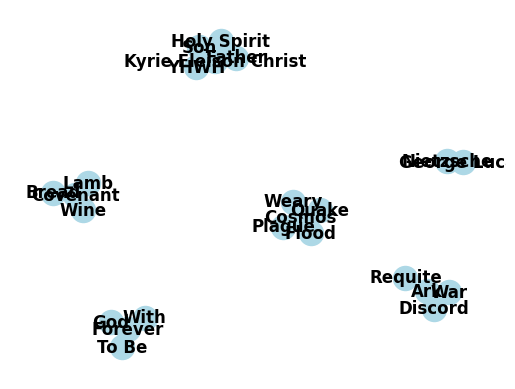 Holy Spirit
Son
Father
Kyrie Eleison Christ
YHWH
Nietzsche
George Luc
Lamb
Bread
Covenant
Wine
Weary
Quake
Cosmos
Plague
Flood
Requite
Ark
War
Discord
God
With
Forever
To Be